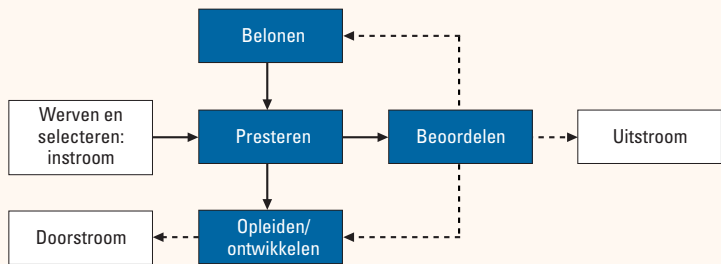 Belonen
Werven en
selecteren:
instroom
Presteren
Beoordelen
Uitstroom
Doorstroom
Opleiden/
ontwikkelen